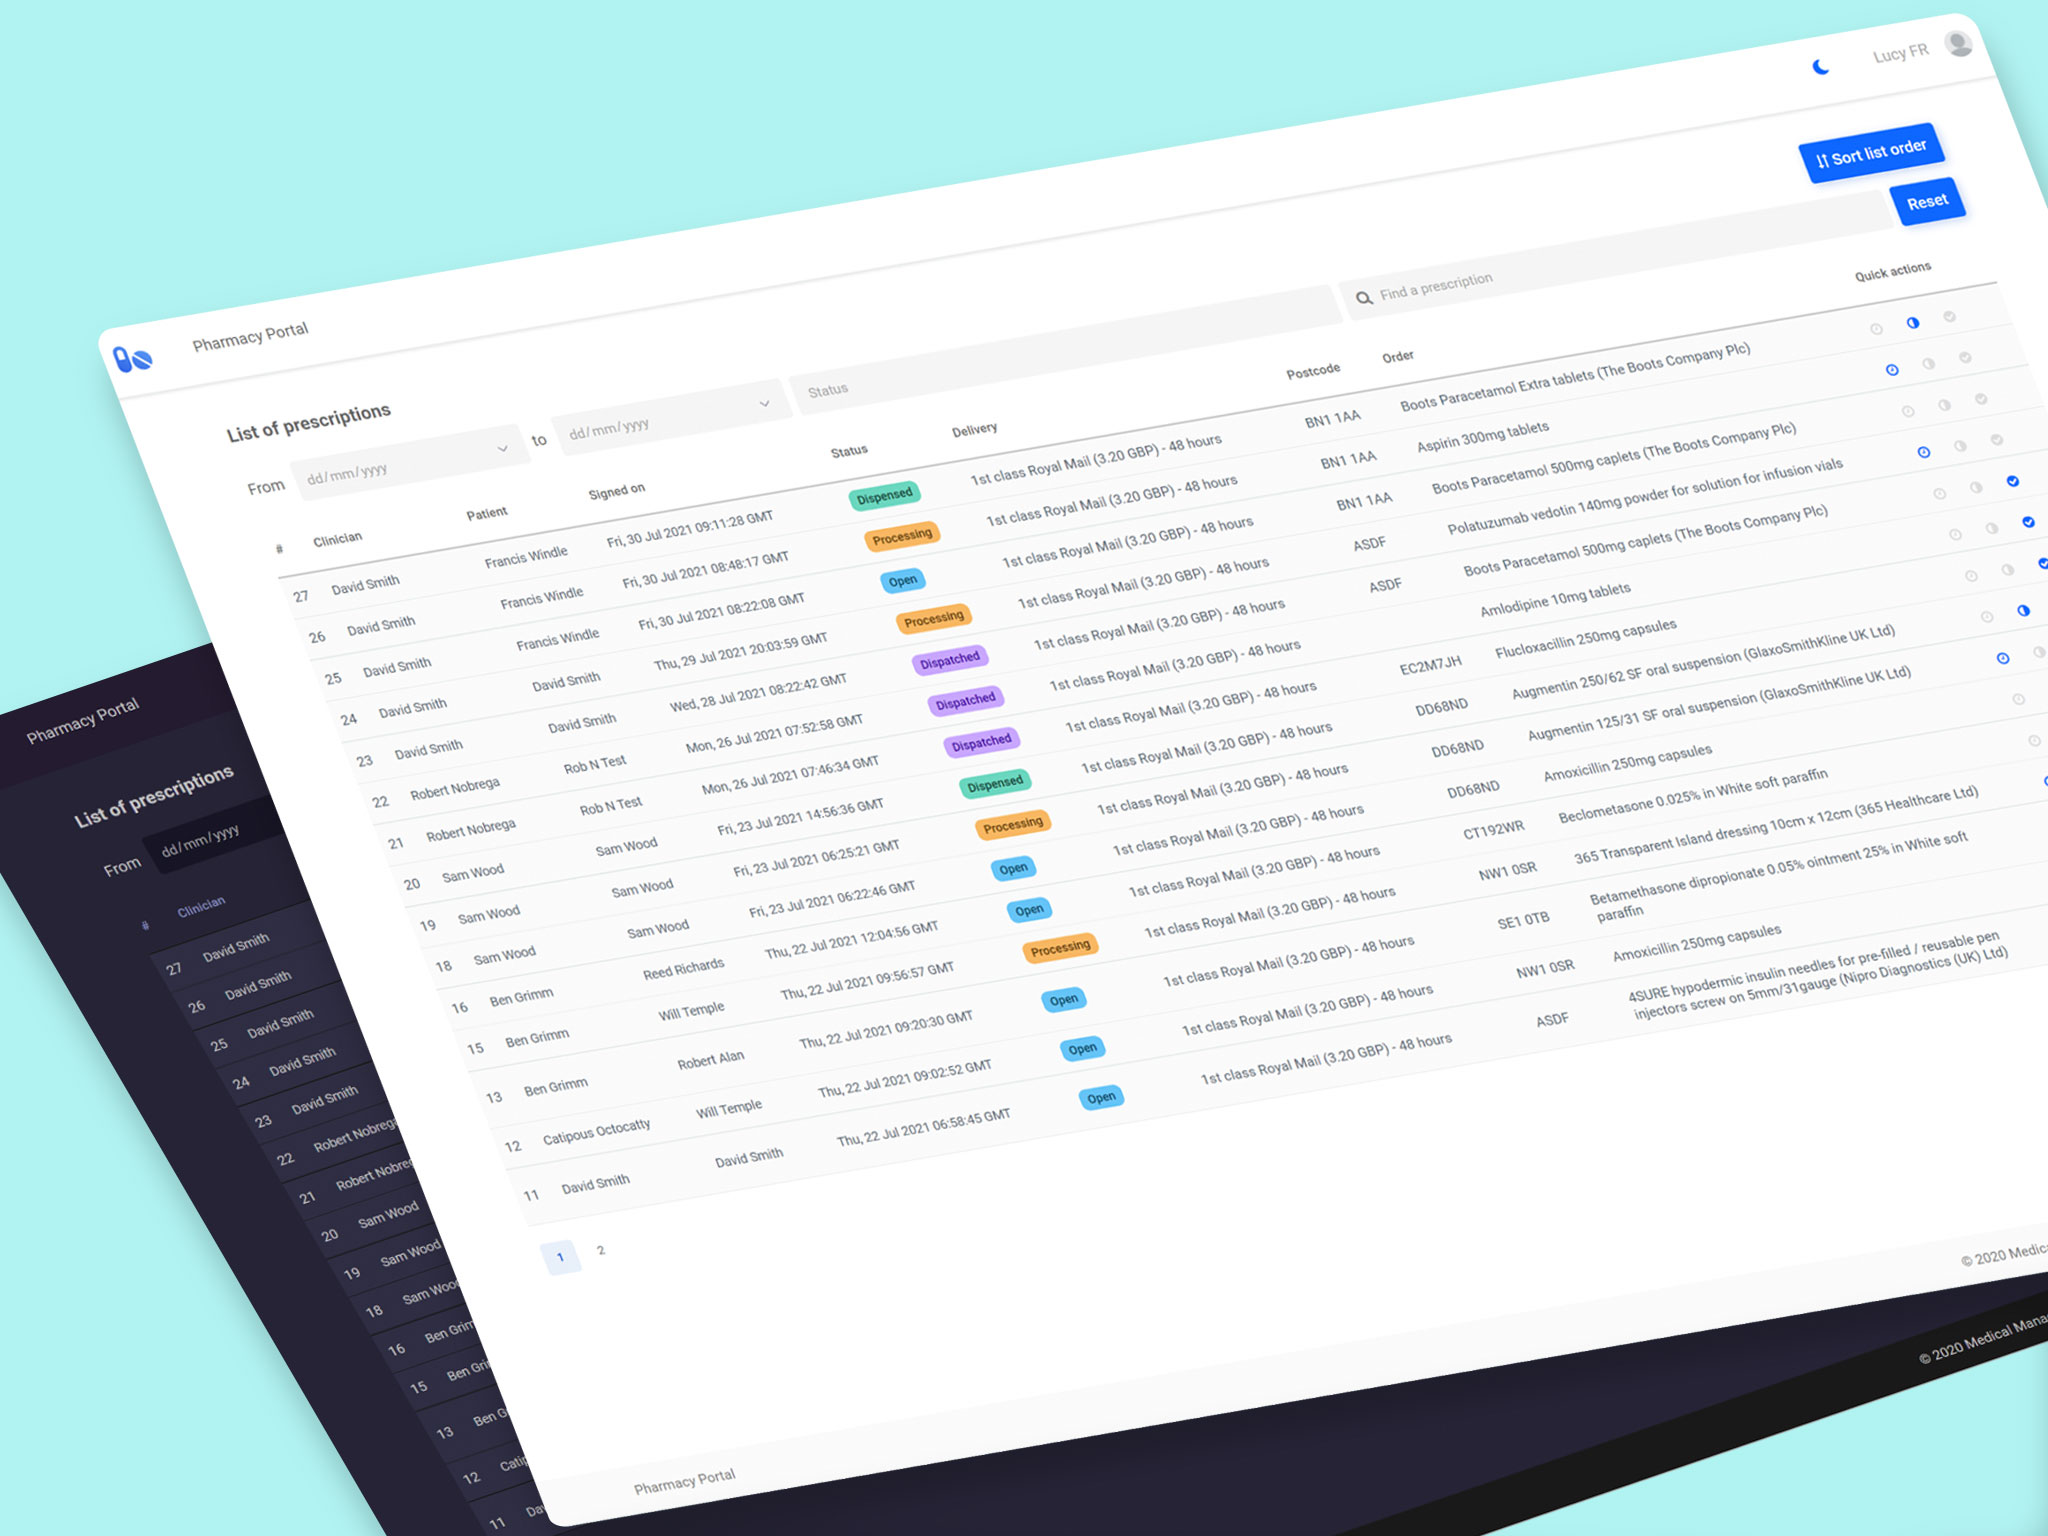 Lucy FR
Pharmacy Portal
Sort list order
List of prescriptions
From dd/mm/yyyy to dd/mm/yyyy Status Find a prescription Reset
# Clinician Patient Signed on Status Delivery Postcode Order Quick actions
27 David Smith Francis Windle Fri, 30 Jul 2021 09:11:28 GMT Dispensed 1st class Royal Mail (3.20 GBP) - 48 hours BN1 1AA Boots Paracetamol Extra tablets (The Boots Company Plc)
26 David Smith Francis Windle Fri, 30 Jul 2021 08:48:17 GMT Processing 1st class Royal Mail (3.20 GBP) - 48 hours BN1 1AA Aspirin 300mg tablets
25 David Smith Francis Windle Fri, 30 Jul 2021 08:22:08 GMT Open 1st class Royal Mail (3.20 GBP) - 48 hours BN1 1AA Boots Paracetamol 500mg caplets (The Boots Company Plc)
24 David Smith David Smith Thu, 29 Jul 2021 20:03:59 GMT Processing 1st class Royal Mail (3.20 GBP) - 48 hours ASDF Polatuzumab vedotin 140mg powder for solution for infusion vials
23 David Smith David Smith Wed, 28 Jul 2021 08:22:42 GMT Dispatched 1st class Royal Mail (3.20 GBP) - 48 hours ASDF Boots Paracetamol 500mg caplets (The Boots Company Plc)
22 Robert Nobrega Rob N Test Mon, 26 Jul 2021 07:52:58 GMT Dispatched 1st class Royal Mail (3.20 GBP) - 48 hours Amlodipine 10mg tablets
21 Robert Nobrega Rob N Test Mon, 26 Jul 2021 07:46:34 GMT Dispatched 1st class Royal Mail (3.20 GBP) - 48 hours EC2M7JH Flucloxacillin 250mg capsules
20 Sam Wood Sam Wood Fri, 23 Jul 2021 14:56:36 GMT Dispensed 1st class Royal Mail (3.20 GBP) - 48 hours DD68ND Augmentin 250/62 SF oral suspension (GlaxoSmithKline UK Ltd)
19 Sam Wood Sam Wood Fri, 23 Jul 2021 06:25:21 GMT Processing 1st class Royal Mail (3.20 GBP) - 48 hours DD68ND Augmentin 125/31 SF oral suspension (GlaxoSmithKline UK Ltd)
18 Sam Wood Sam Wood Fri, 23 Jul 2021 06:22:46 GMT Open 1st class Royal Mail (3.20 GBP) - 48 hours DD68ND Amoxicillin 250mg capsules
16 Ben Grimm Reed Richards Thu, 22 Jul 2021 12:04:56 GMT Open 1st class Royal Mail (3.20 GBP) - 48 hours CT192WR Beclometasone 0.025% in White soft paraffin
15 Ben Grimm Will Temple Thu, 22 Jul 2021 09:56:57 GMT Processing 1st class Royal Mail (3.20 GBP) - 48 hours NW1 0SR 365 Transparent Island dressing 10cm x 12cm (365 Healthcare Ltd)
13 Ben Grimm Robert Alan Thu, 22 Jul 2021 09:20:30 GMT Open 1st class Royal Mail (3.20 GBP) - 48 hours SE1 0TB Betamethasone dipropionate 0.05% ointment 25% in White soft
paraffin
12 Catipous Octocatty Will Temple Thu, 22 Jul 2021 09:02:52 GMT Open 1st class Royal Mail (3.20 GBP) - 48 hours NW1 0SR Amoxicillin 250mg capsules
11 David Smith David Smith Thu, 22 Jul 2021 06:58:45 GMT Open 1st class Royal Mail (3.20 GBP) - 48 hours ASDF 4SURE hypodermic insulin needles for pre-filled / reusable pen
injectors screw on 5mm/31gauge (Nipro Diagnostics (UK) Ltd)
1 2
Pharmacy Portal © 2020 Medic
Pharmacy Portal
List of prescriptions
From dd/mm/yyyy
# Clinician
27 David Smith
26 David Smith
25 David Smith
24 David Smith
23 David Smith
22 Robert Nobrega
21 Robert Nobreg
20 Sam Wood
19 Sam Wood
18 Sam Wood
16 Ben Grim
15 Ben Gri
13 Ben G
12 Catip
11 Da
© 2020 Medical Mana